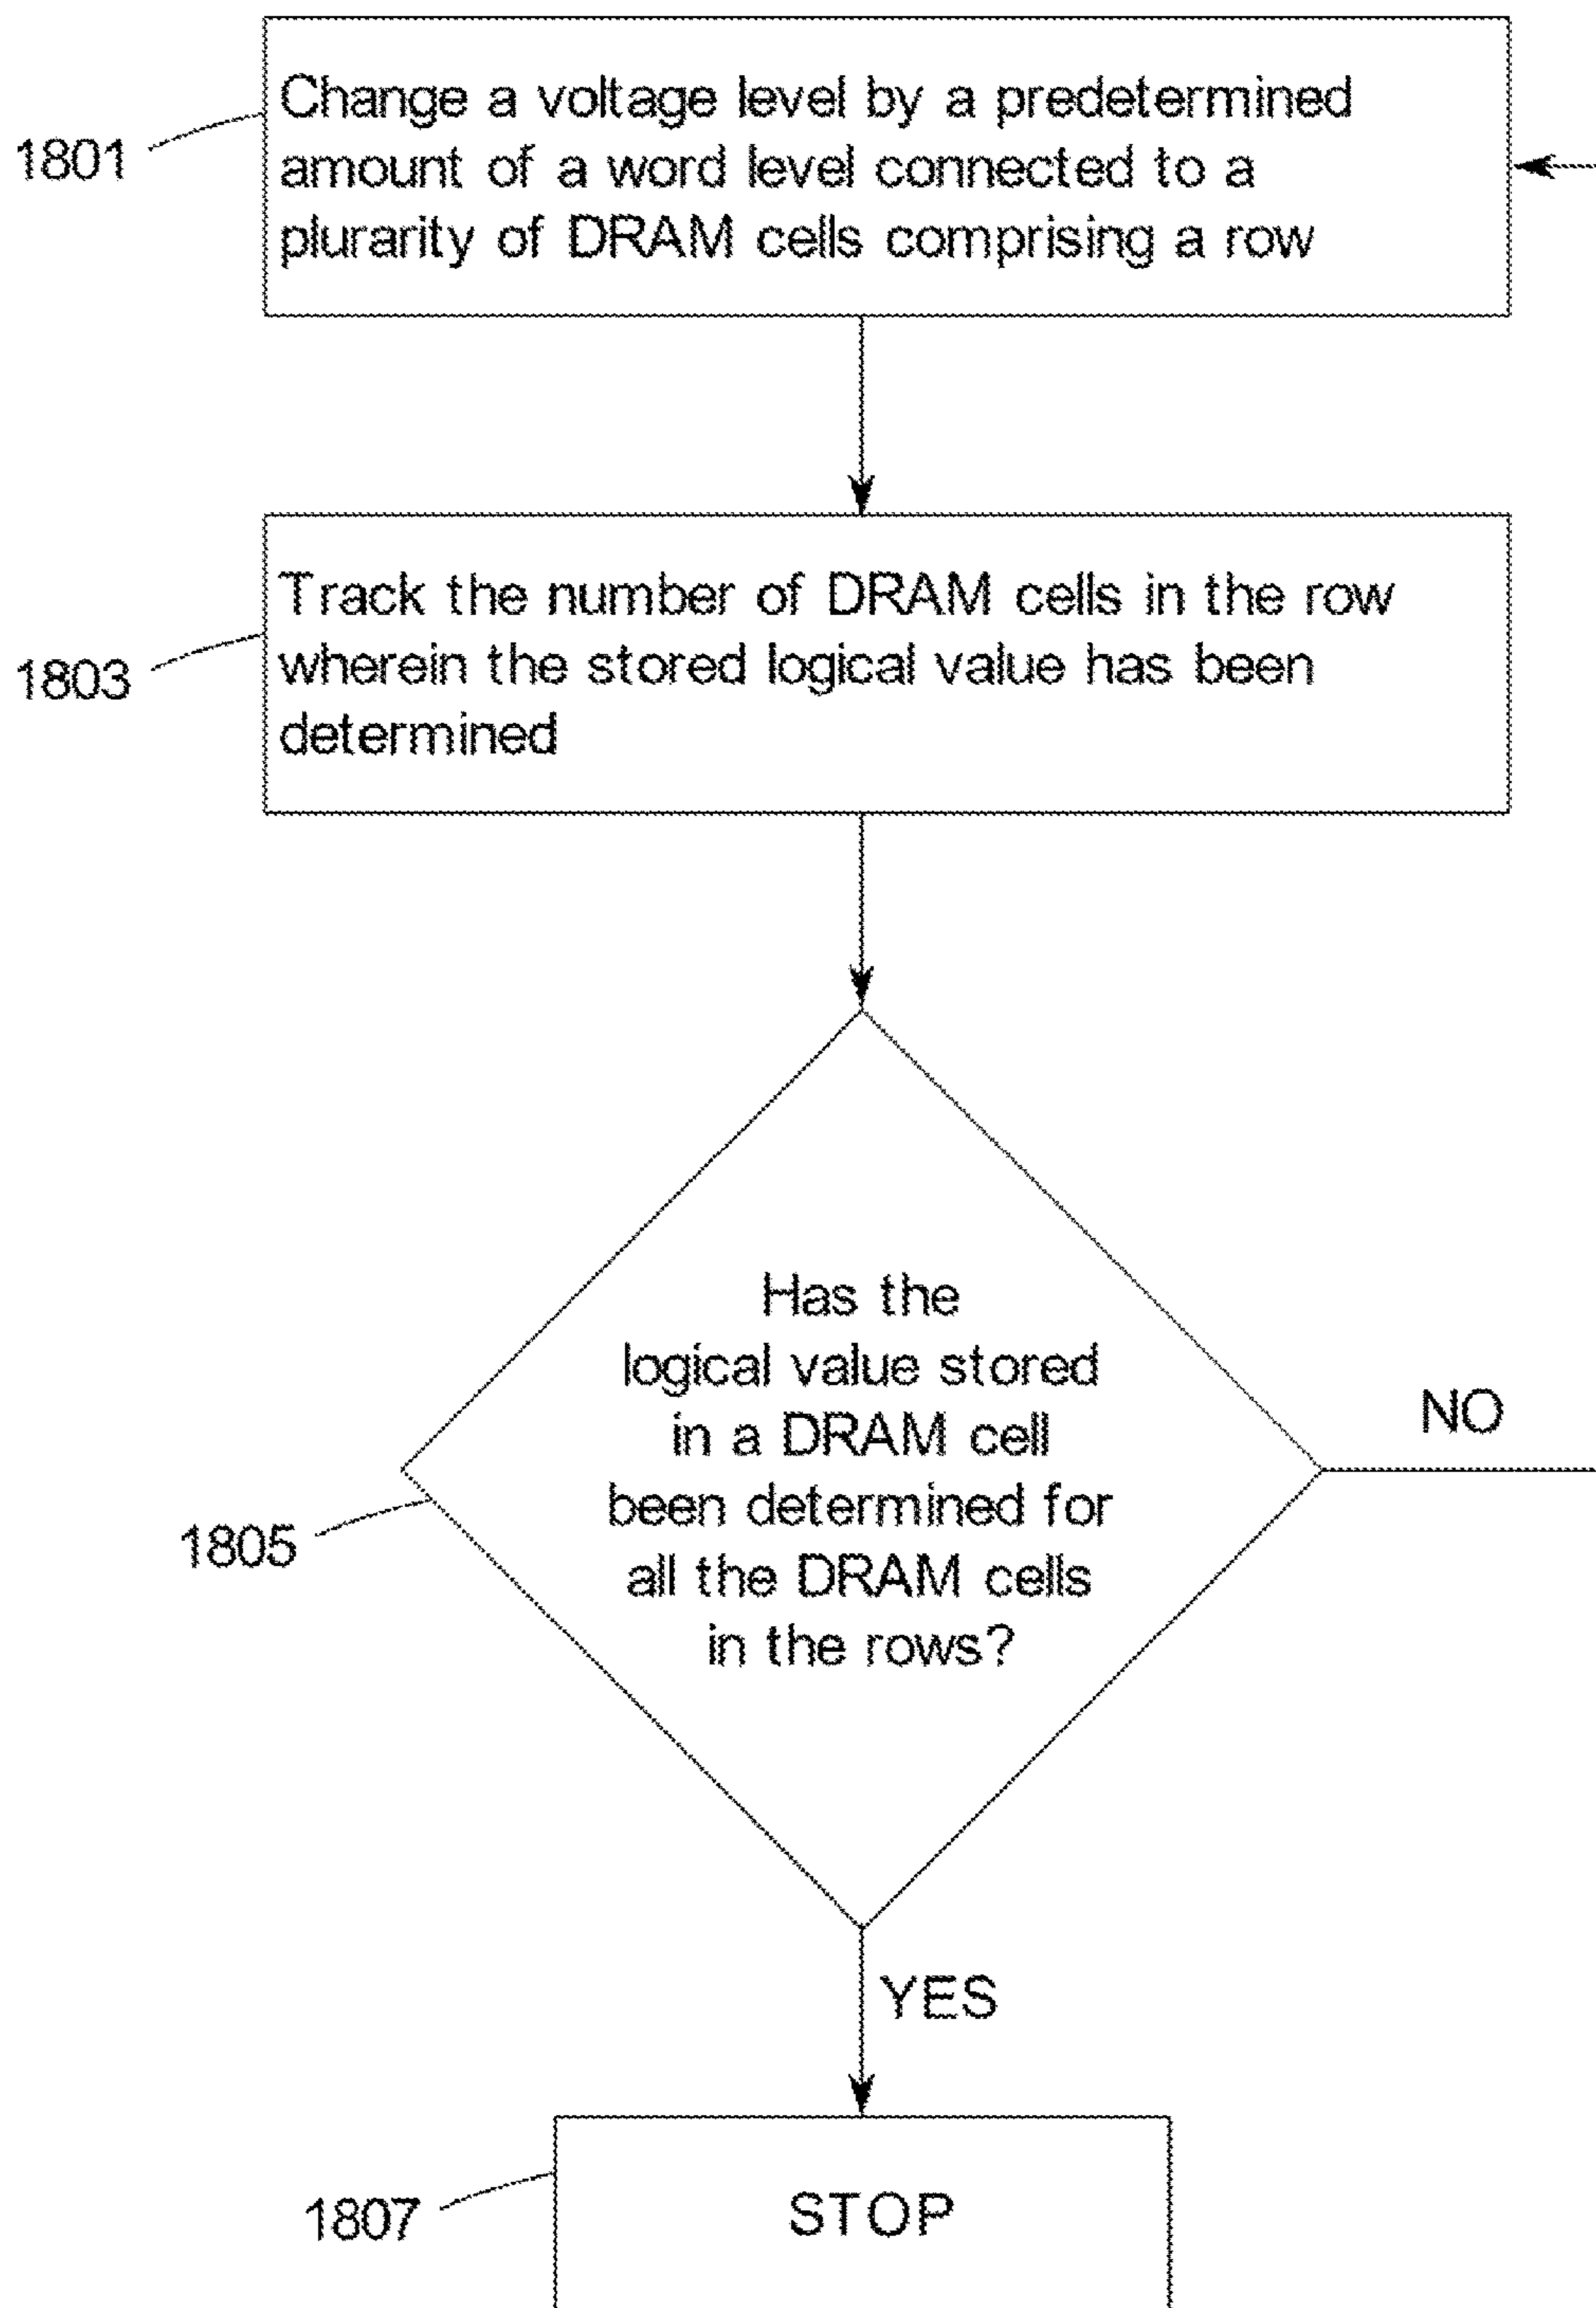 Change a voltage level by a predetermined
1801
amount of a word level connected to a
plurarity of DRAM cells comprising a row
Track the number of DRAM cells in the row
1803
wherein the stored logical value has been
determined
Has the
logical value stored
in a DRAM cell
NO
been determined for
1805
all the DRAM cells
in the rows?
YES
1807
STOP